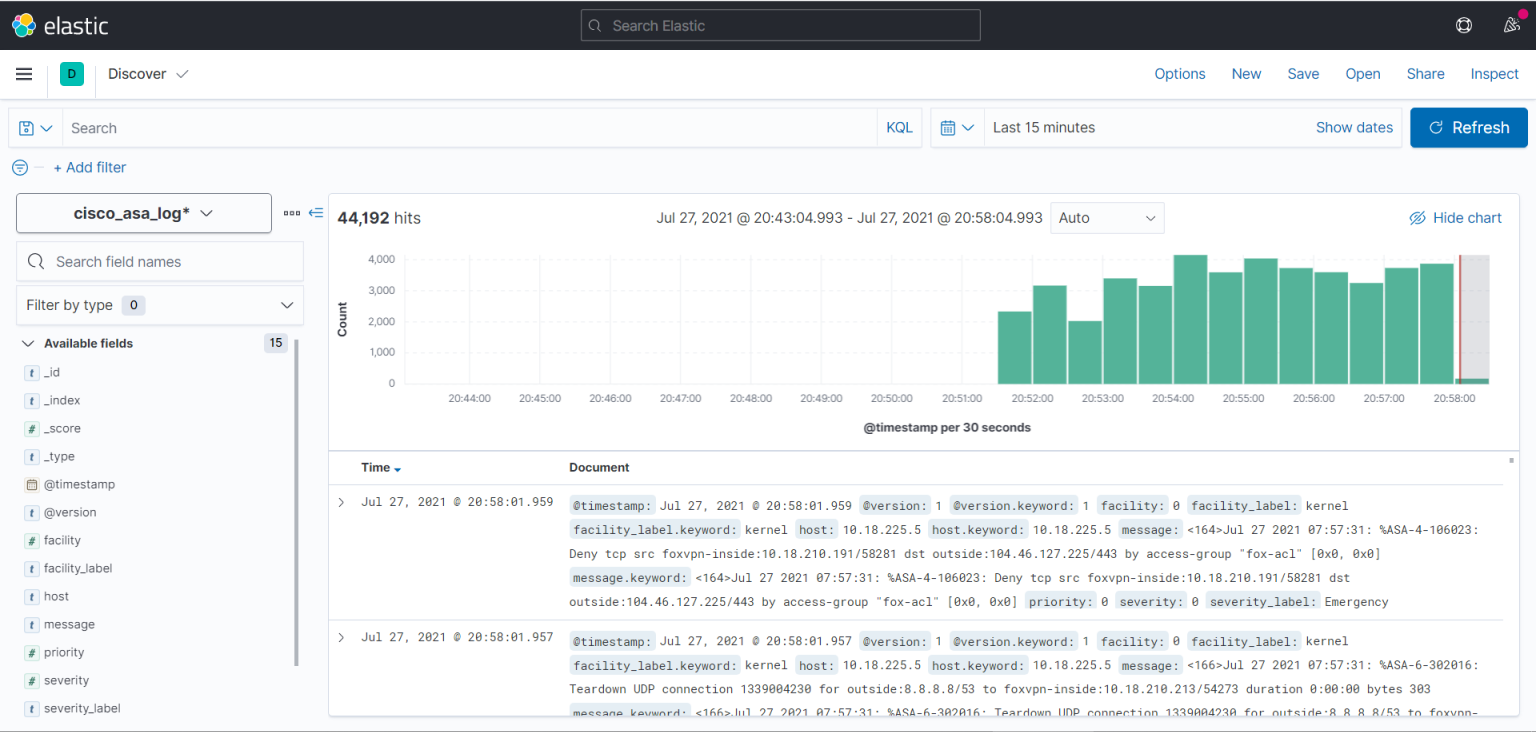 elastic
Search Elastic
D
Discover
Options New Save Open Share Inspect
Search
KQL
Last 15 minutes
Show dates
Refresh
+ Add filter
cisco_asa_log*
Search field names
Filter by type 0
Available fields 15
t _id
t _index
# _score
t _type
@timestamp
t @version
# facility
t facility_label
t host
t message
# priority
# severity
t severity_label
44,192 hits
Jul 27, 2021 @ 20:43:04.993 - Jul 27, 2021 @ 20:58:04.993
Auto
Hide chart
Count
4,000
3,000
2,000
1,000
0
20:44:00 20:45:00 20:46:00 20:47:00 20:48:00 20:49:00 20:50:00 20:51:00 20:52:00 20:53:00 20:54:00 20:55:00 20:56:00 20:57:00 20:58:00
@timestamp per 30 seconds
Time Document
Jul 27, 2021 @ 20:58:01.959
@timestamp: Jul 27, 2021 @ 20:58:01.959 @version: 1 @version.keyword: 1 facility: 0 facility_label: kernel
facility_label.keyword: kernel host: 10.18.225.5 host.keyword: 10.18.225.5 message: <164>Jul 27 2021 07:57:31: %ASA-4-106023:
Deny tcp src foxvpn-inside:10.18.210.191/58281 dst outside:104.46.127.225/443 by access-group "fox-acl" [0x0, 0x0]
message.keyword: <164>Jul 27 2021 07:57:31: %ASA-4-106023: Deny tcp src foxvpn-inside:10.18.210.191/58281 dst
outside:104.46.127.225/443 by access-group "fox-acl" [0x0, 0x0] priority: 0 severity: 0 severity_label: Emergency
Jul 27, 2021 @ 20:58:01.957
@timestamp: Jul 27, 2021 @ 20:58:01.957 @version: 1 @version.keyword: 1 facility: 0 facility_label: kernel
facility_label.keyword: kernel host: 10.18.225.5 host.keyword: 10.18.225.5 message: <166>Jul 27 2021 07:57:31: %ASA-6-302016:
Teardown UDP connection 1339004230 for outside:8.8.8.8/53 to foxvpn-inside:10.18.210.213/54273 duration 0:00:00 bytes 303
message.keyword: <166>Jul 27 2021 07:57:31: %ASA-6-302016: Teardown UDP connection 1339004230 for outside:8.8.8.8/53 to foxvpn-